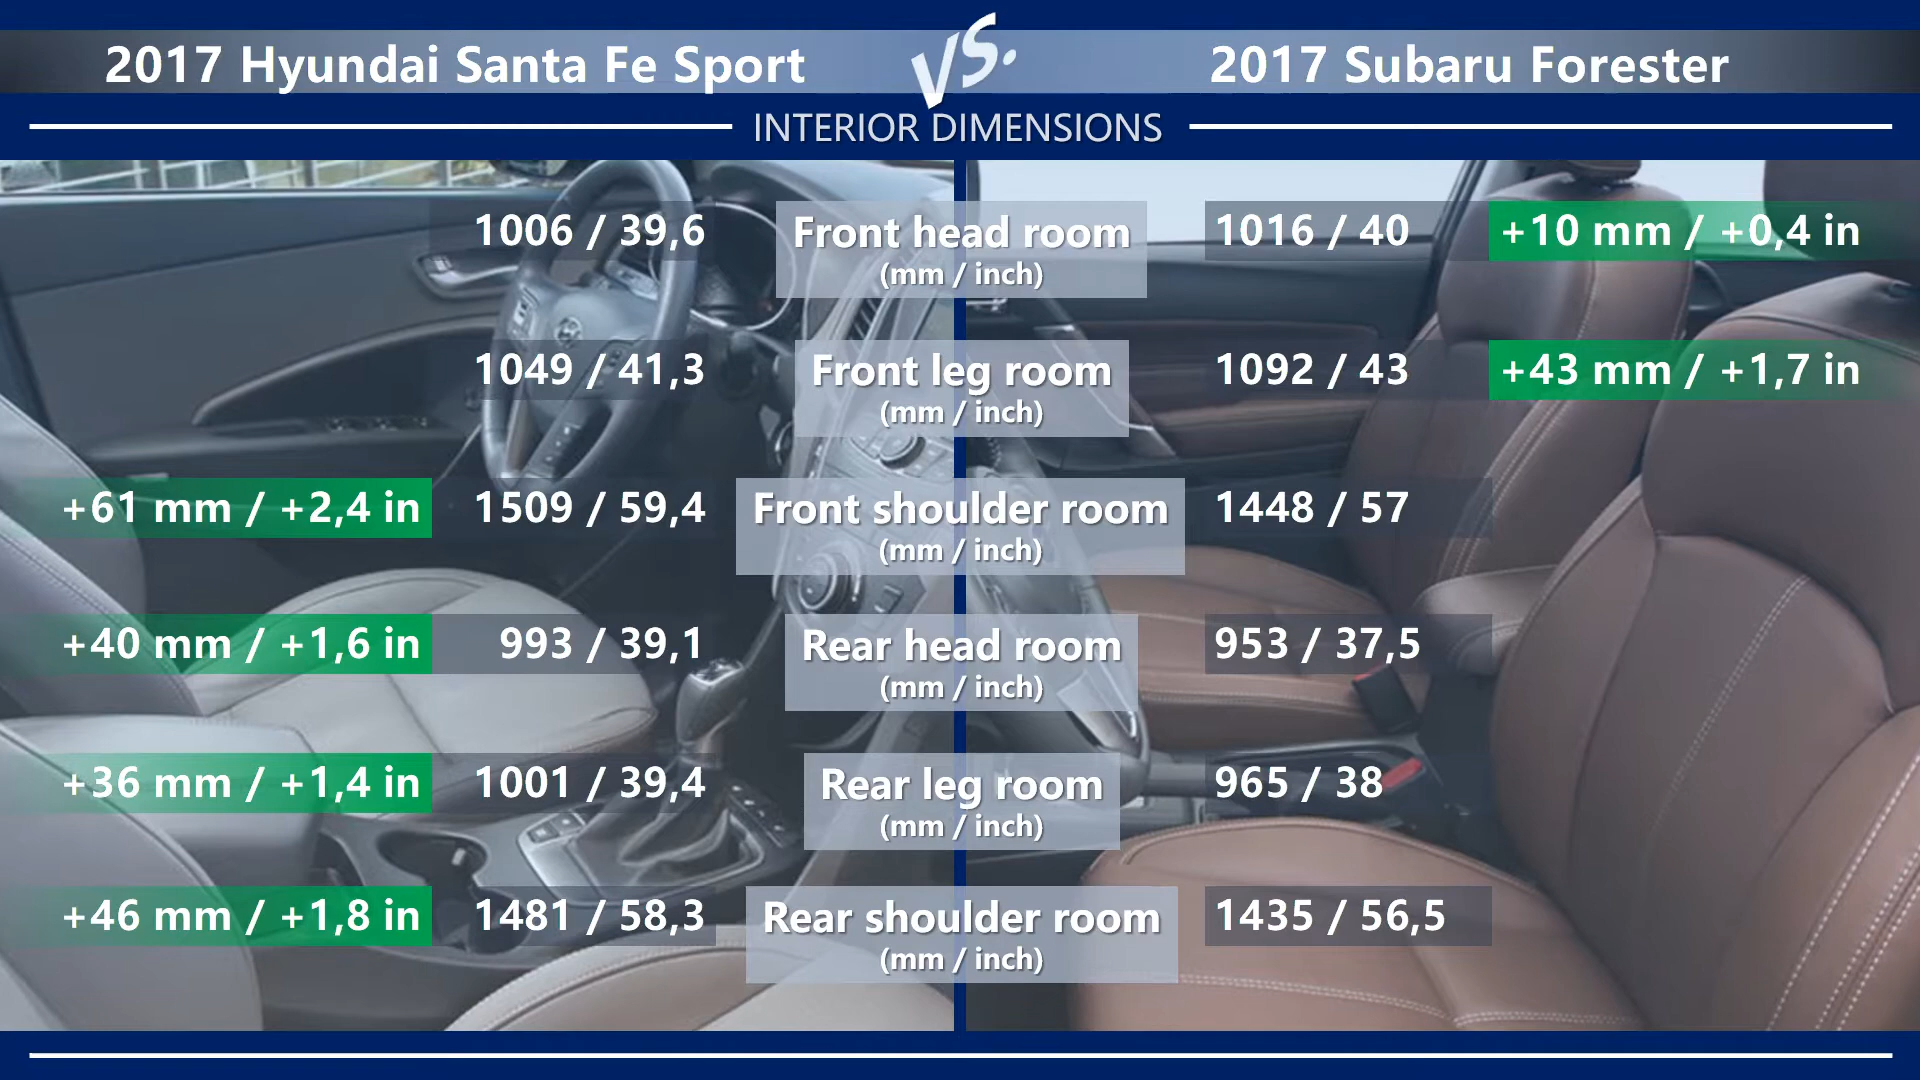 2017 Hyundai Santa Fe Sport VS. 2017 Subaru Forester
INTERIOR DIMENSIONS
1006 / 39,6 Front head room 1016 / 40 +10 mm / +0,4 in
(mm / inch)
1049 / 41,3 Front leg room 1092 / 43 +43 mm / +1,7 in
(mm / inch)
+61 mm / +2,4 in 1509 / 59,4 Front shoulder room 1448 / 57
(mm / inch)
+40 mm / +1,6 in 993 / 39,1 Rear head room 953 / 37,5
(mm / inch)
+36 mm / +1,4 in 1001 / 39,4 Rear leg room 965 / 38
(mm / inch)
+46 mm / +1,8 in 1481 / 58,3 Rear shoulder room 1435 / 56,5
(mm / inch)